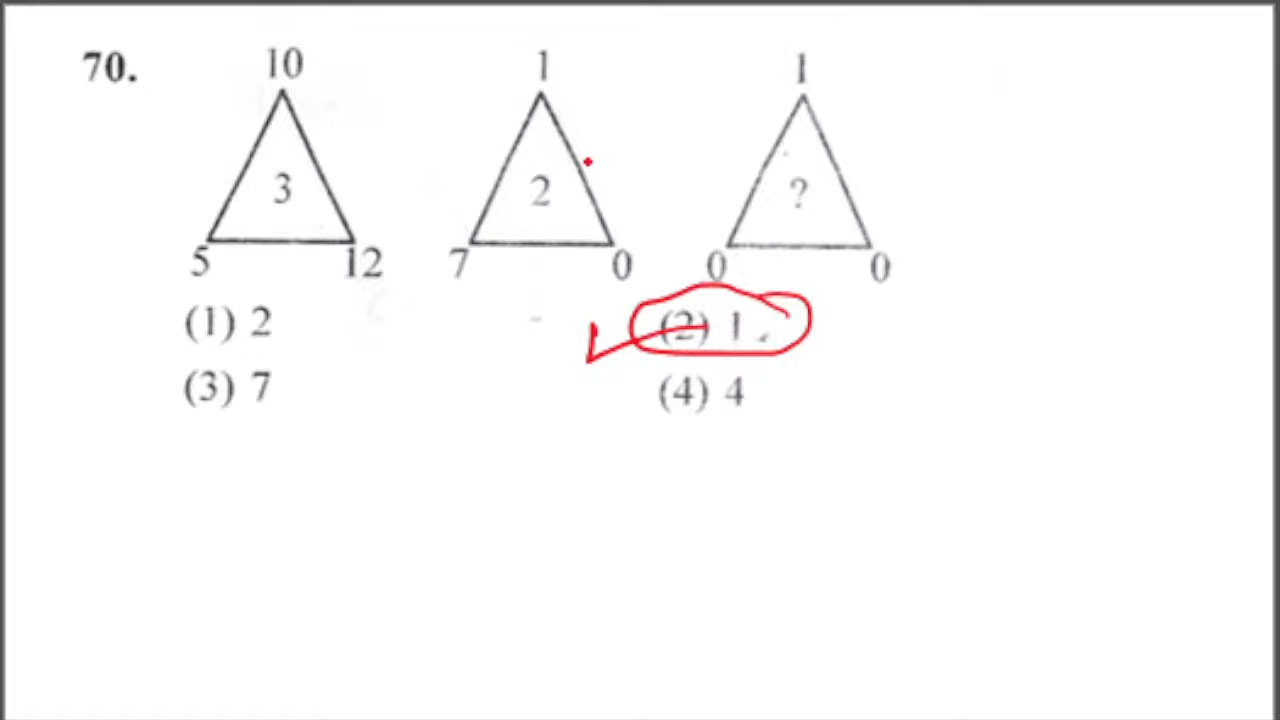 70. 10 1 1
3 2 ?
5 12 7 0 0 0
(1) 2 (2) 1
(3) 7 (4) 4